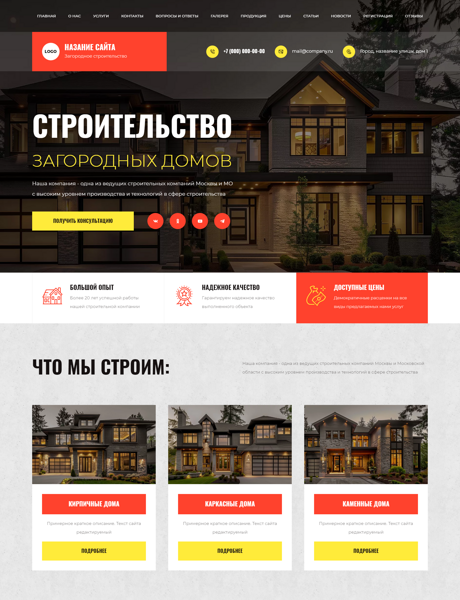 ГЛАВНАЯ О НАС УСЛУГИ КОНТАКТЫ ВОПРОСЫ И ОТВЕТЫ ГАЛЕРЕЯ ПРОДУКЦИЯ ЦЕНЫ СТАТЬИ НОВОСТИ РЕГИСТРАЦИЯ ОТЗЫВЫ
LOGO
НАЗАНИЕ САЙТА
Загородное строительство
+7 (000) 000-00-00
mail@company.ru
Город, название улицы, дом 1
СТРОИТЕЛЬСТВО
ЗАГОРОДНЫХ ДОМОВ
Наша компания - одна из ведущих строительных компаний Москвы и МО
с высоким уровнем производства и технологий в сфере строительства.
ПОЛУЧИТЬ КОНСУЛЬТАЦИЮ
БОЛЬШОЙ ОПЫТ
Более 20 лет успешной работы
нашей строительной компании
НАДЕЖНОЕ КАЧЕСТВО
Гарантируем надежное качество
выполняемого объекта
ДОСТУПНЫЕ ЦЕНЫ
Демократичные расценки на все
виды предлагаемых нами услуг
ЧТО МЫ СТРОИМ:
Наша компания - одна из ведущих строительных компаний Москвы и Московской
области с высоким уровнем производства и технологий в сфере строительства.
КИРПИЧНЫЕ ДОМА
Примерное краткое описание. Текст сайта
редактируемый.
ПОДРОБНЕЕ
КАРКАСНЫЕ ДОМА
Примерное краткое описание. Текст сайта
редактируемый.
ПОДРОБНЕЕ
КАМЕННЫЕ ДОМА
Примерное краткое описание. Текст сайта
редактируемый.
ПОДРОБНЕЕ